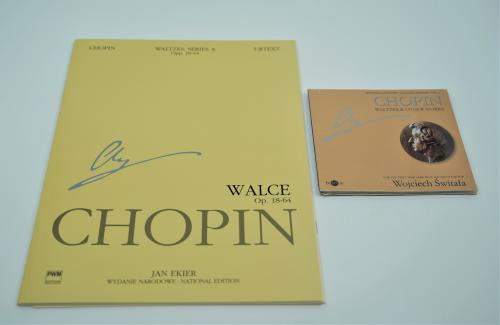 CHOPIN
WALTZES, SERIES A
Opp. 18-64
URTEXT
WALCE
Op. 18-64
CHOPIN
JAN EKIER
WYDANIE NARODOWE · NATIONAL EDITION
PWM
CHOPIN
WALTZES & OTHER WORKS
Wojciech Świtała